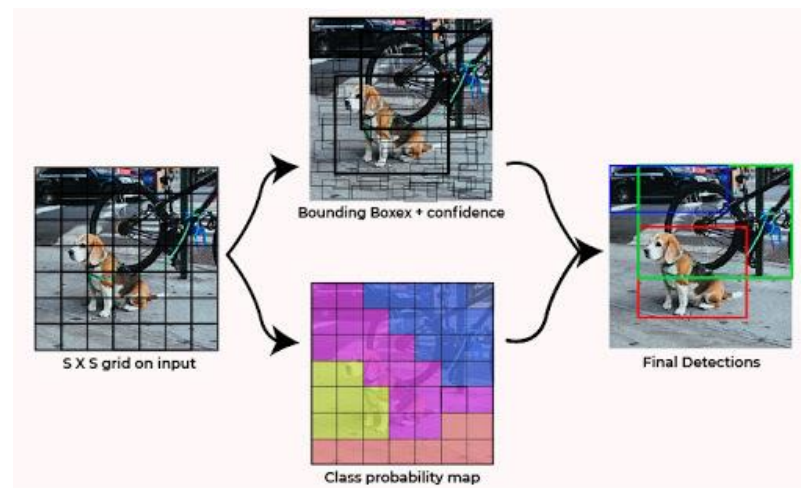 Bounding Boxex + confidence
S X S grid on input
Final Detections
Class probability map